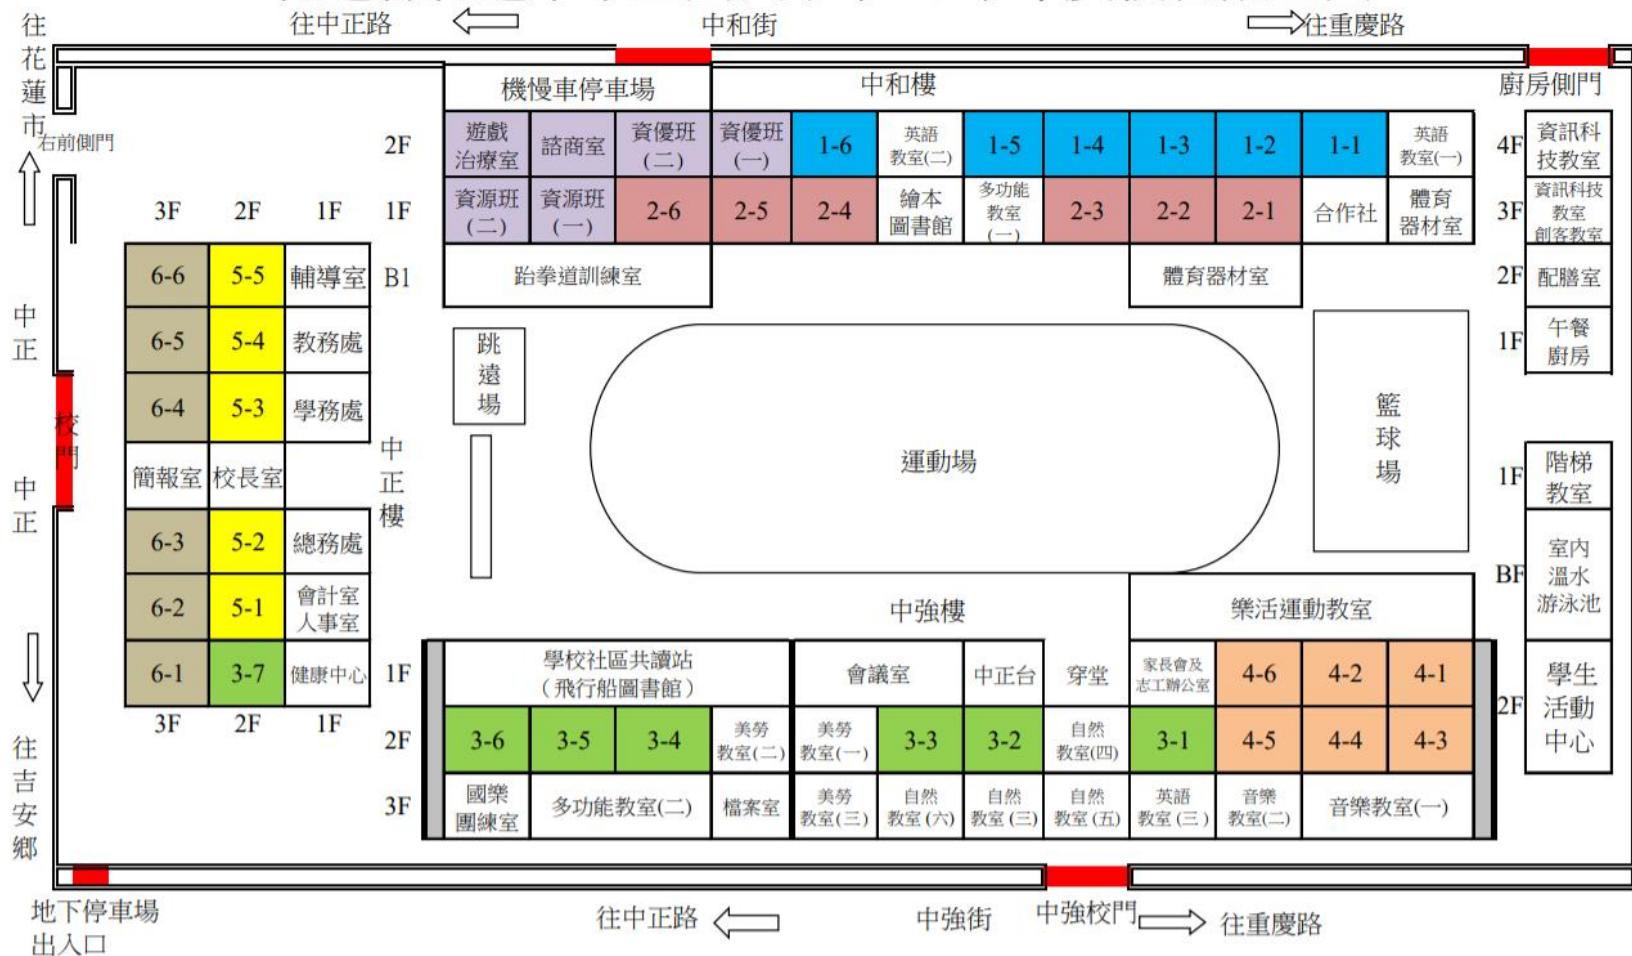 往中正路
中和街
往重慶路
往花蓮市
右前側門
機慢車停車場
中和樓
廚房側門
2F
遊戲
治療室
諮商室
資優班
(二)
資優班
(一)
1-6
英語
教室(二)
1-5
1-4
1-3
1-2
1-1
英語
教室(一)
4F
資訊科
技教室
1F
資源班
(二)
資源班
(一)
2-6
2-5
2-4
繪本
圖書館
多功能
教室
(一)
2-3
2-2
2-1
合作社
體育
器材室
3F
資訊科技
教室
創客教室
B1
跆拳道訓練室
體育器材室
2F
配膳室
1F
午餐
廚房
3F
2F
1F
6-6
5-5
輔導室
6-5
5-4
教務處
6-4
5-3
學務處
簡報室
校長室
6-3
5-2
總務處
6-2
5-1
會計室
人事室
6-1
3-7
健康中心
3F
2F
1F
中正樓
中正
校門
中正
往吉安鄉
跳遠場
運動場
籃球場
1F
階梯
教室
BF
室內
溫水
游泳池
2F
學生
活動
中心
中強樓
樂活運動教室
1F
學校社區共讀站
（飛行船圖書館）
會議室
中正台
穿堂
家長會及
志工辦公室
4-6
4-2
4-1
2F
3-6
3-5
3-4
美勞
教室(二)
美勞
教室(一)
3-3
3-2
自然
教室(四)
3-1
4-5
4-4
4-3
3F
國樂
團練室
多功能教室(二)
檔案室
美勞
教室(三)
自然
教室(六)
自然
教室(三)
自然
教室(五)
英語
教室(三)
音樂
教室(二)
音樂教室(一)
地下停車場
出入口
往中正路
中強街
中強校門
往重慶路